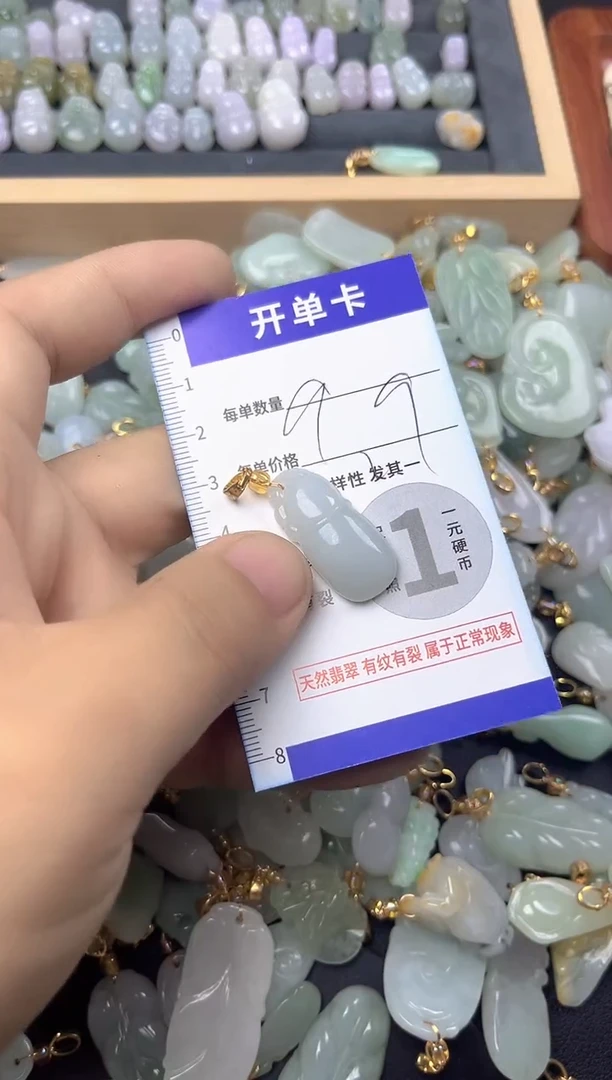 开单卡
0
1
每单数量 99
2
每单价格
3
样性 发其一
4
1
一元硬币
裂
天然翡翠 有纹有裂 属于正常现象
7
8